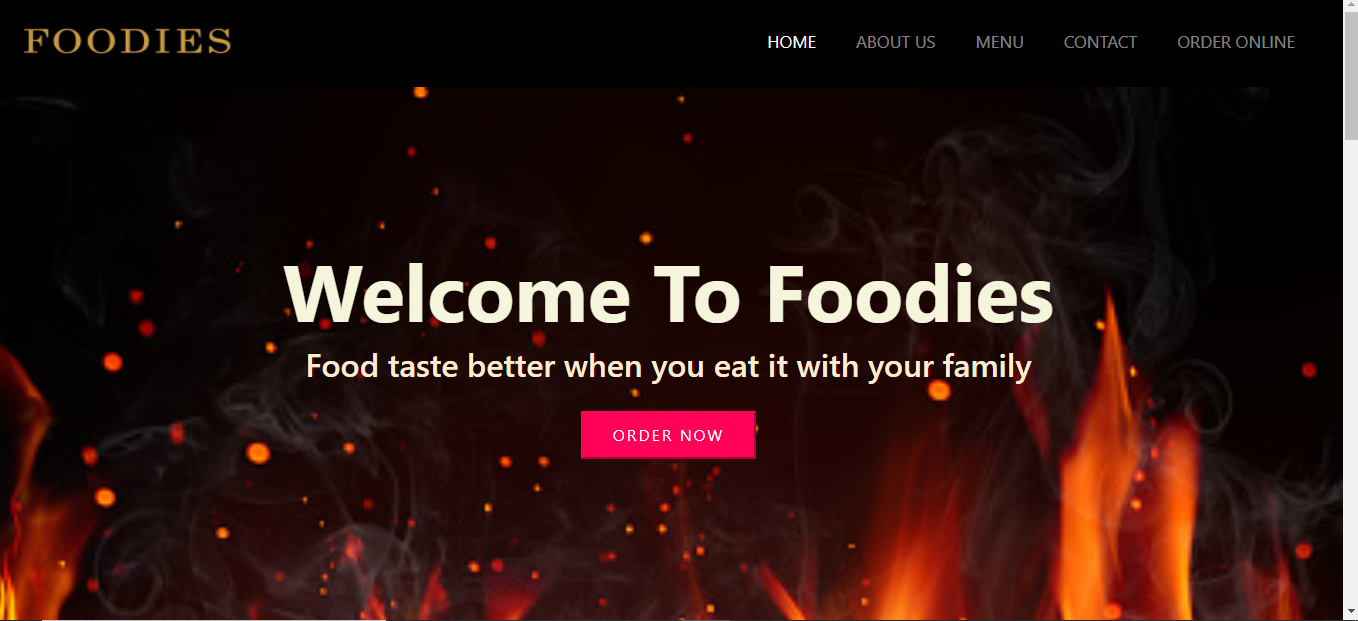 FOODIES
HOME ABOUT US MENU CONTACT ORDER ONLINE
Welcome To Foodies
Food taste better when you eat it with your family
ORDER NOW